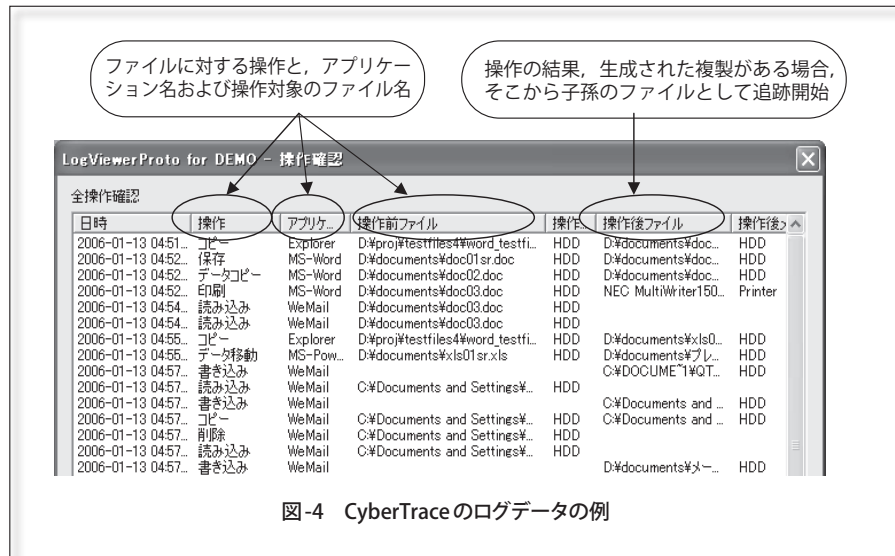 ファイルに対する操作と，アプリケー
ション名および操作対象のファイル名
操作の結果，生成された複製がある場合，
そこから子孫のファイルとして追跡開始
LogViewerProto for DEMO - 操作確認
全操作確認
日時 操作 アプリケ... 操作前ファイル 操作... 操作後ファイル 操作後
2006-01-13 04:51... コピー Explorer D:¥proj¥testfiles4¥word_testfi... HDD D:¥documents¥doc... HDD
2006-01-13 04:52... 保存 MS-Word D:¥documents¥doc01sr.doc HDD D:¥documents¥doc... HDD
2006-01-13 04:52... データコピー MS-Word D:¥documents¥doc02.doc HDD D:¥documents¥doc... HDD
2006-01-13 04:52... 印刷 MS-Word D:¥documents¥doc03.doc HDD NEC MultiWriter150... Printer
2006-01-13 04:54... 読み込み WeMail D:¥documents¥doc03.doc HDD
2006-01-13 04:54... 読み込み WeMail D:¥documents¥doc03.doc HDD
2006-01-13 04:55... コピー Explorer D:¥proj¥testfiles4¥word_testfi... HDD D:¥documents¥xls0... HDD
2006-01-13 04:55... データ移動 MS-Pow... D:¥documents¥xls01sr.xls HDD D:¥documents¥プレ... HDD
2006-01-13 04:57... 書き込み WeMail C:¥DOCUME~1¥QT... HDD
2006-01-13 04:57... 読み込み WeMail C:¥Documents and Settings¥... HDD
2006-01-13 04:57... 書き込み WeMail C:¥Documents and ... HDD
2006-01-13 04:57... コピー WeMail C:¥Documents and Settings¥... HDD C:¥Documents and ... HDD
2006-01-13 04:57... 削除 WeMail C:¥Documents and Settings¥... HDD
2006-01-13 04:57... 読み込み WeMail C:¥Documents and Settings¥... HDD
2006-01-13 04:57... 書き込み WeMail D:¥documents¥メー... HDD
図-4 CyberTraceのログデータの例